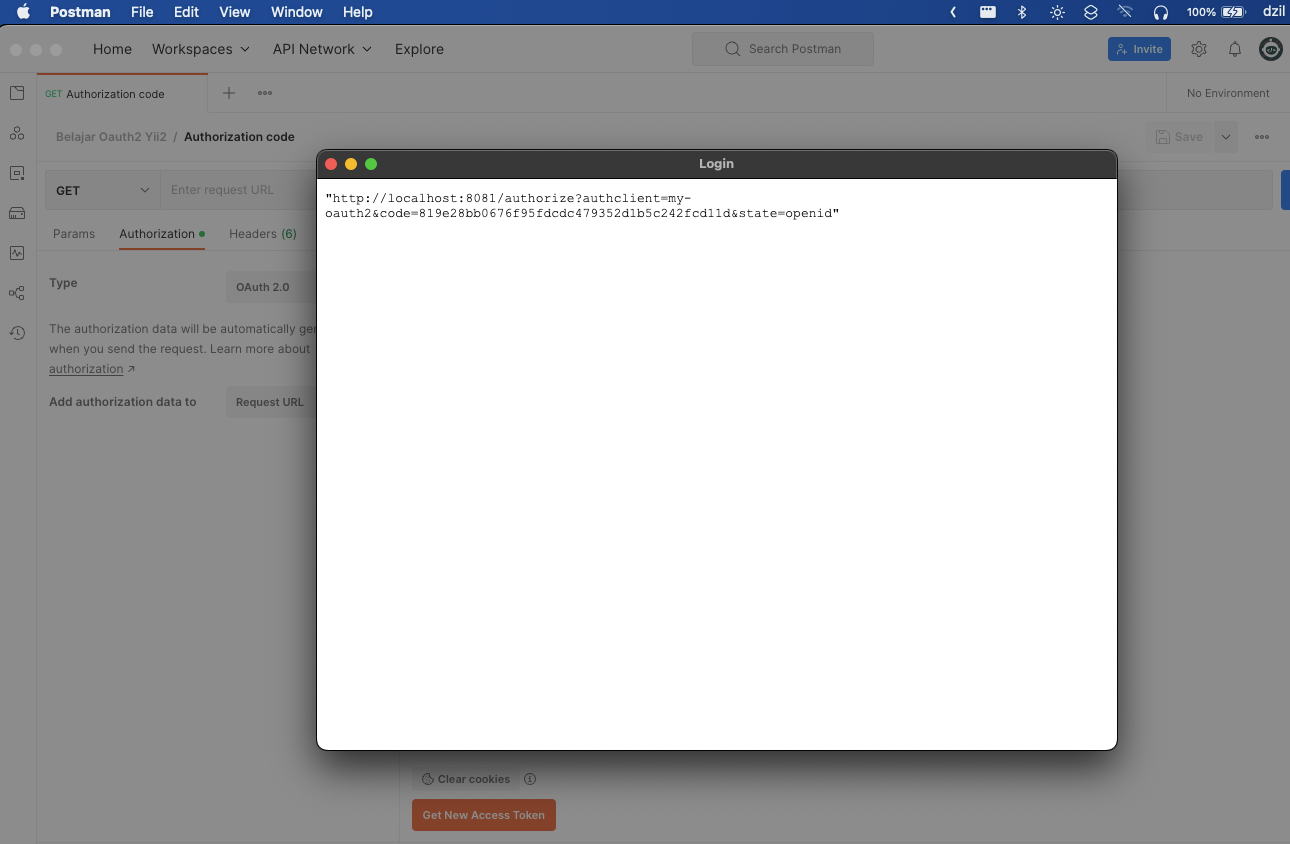 Postman File Edit View Window Help 100% dzil
Home Workspaces API Network Explore Search Postman Invite
GET Authorization code No Environment
Belajar Oauth2 Yii2 / Authorization code Save
Login
GET Enter request URL
"http://localhost:8081/authorize?authclient=my-
oauth2&code=819e28bb0676f95fdcdc479352d1b5c242fcd11d&state=openid"
Params Authorization Headers (6)
Type OAuth 2.0
The authorization data will be automatically ger
when you send the request. Learn more about
authorization ↗
Add authorization data to Request URL
Clear cookies
Get New Access Token